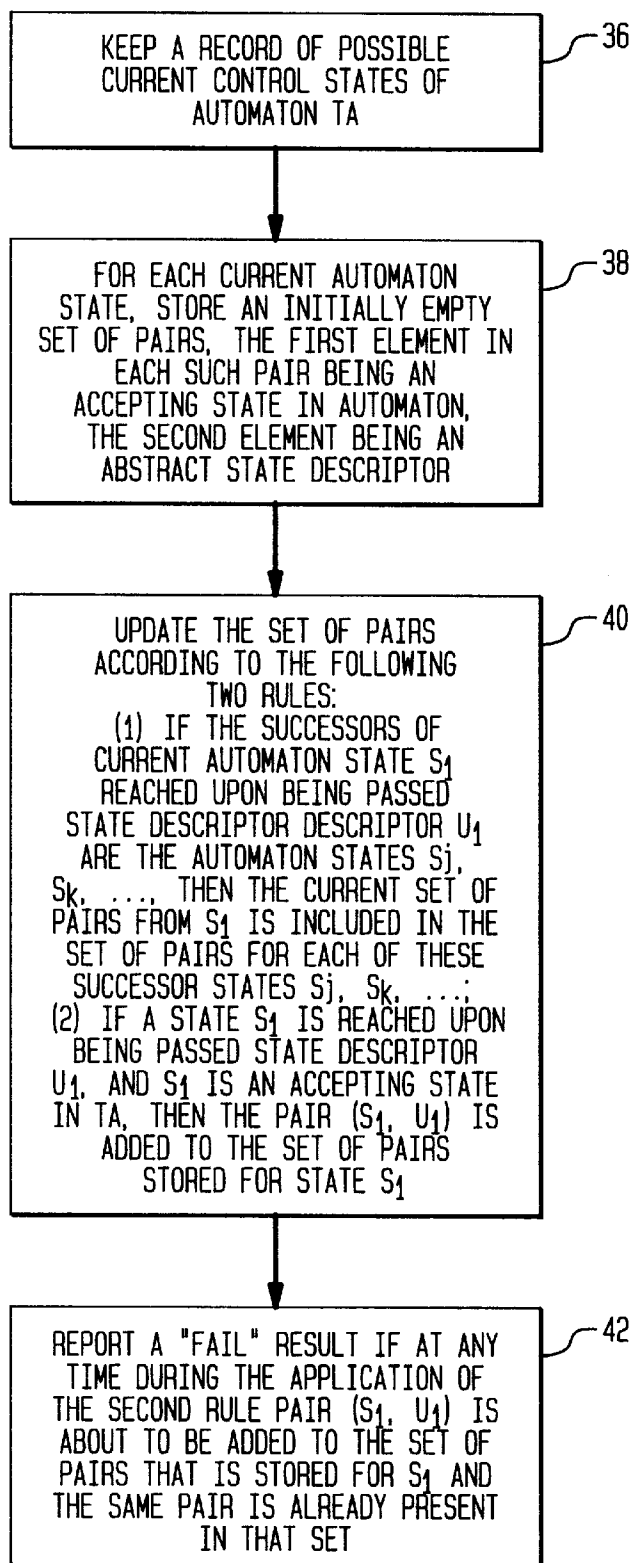 KEEP A RECORD OF POSSIBLE
CURRENT CONTROL STATES OF
AUTOMATON TA
36
FOR EACH CURRENT AUTOMATON
STATE, STORE AN INITIALLY EMPTY
SET OF PAIRS, THE FIRST ELEMENT IN
EACH SUCH PAIR BEING AN
ACCEPTING STATE IN AUTOMATON,
THE SECOND ELEMENT BEING AN
ABSTRACT STATE DESCRIPTOR
38
UPDATE THE SET OF PAIRS
ACCORDING TO THE FOLLOWING
TWO RULES:
(1) IF THE SUCCESSORS OF
CURRENT AUTOMATON STATE S1
REACHED UPON BEING PASSED
STATE DESCRIPTOR DESCRIPTOR U1
ARE THE AUTOMATON STATES Sj,
Sk, ..., THEN THE CURRENT SET OF
PAIRS FROM S1 IS INCLUDED IN THE
SET OF PAIRS FOR EACH OF THESE
SUCCESSOR STATES Sj, Sk, ...;
(2) IF A STATE S1 IS REACHED UPON
BEING PASSED STATE DESCRIPTOR
U1, AND S1 IS AN ACCEPTING STATE
IN TA, THEN THE PAIR (S1, U1) IS
ADDED TO THE SET OF PAIRS
STORED FOR STATE S1
40
REPORT A "FAIL" RESULT IF AT ANY
TIME DURING THE APPLICATION OF
THE SECOND RULE PAIR (S1, U1) IS
ABOUT TO BE ADDED TO THE SET OF
PAIRS THAT IS STORED FOR S1 AND
THE SAME PAIR IS ALREADY PRESENT
IN THAT SET
42